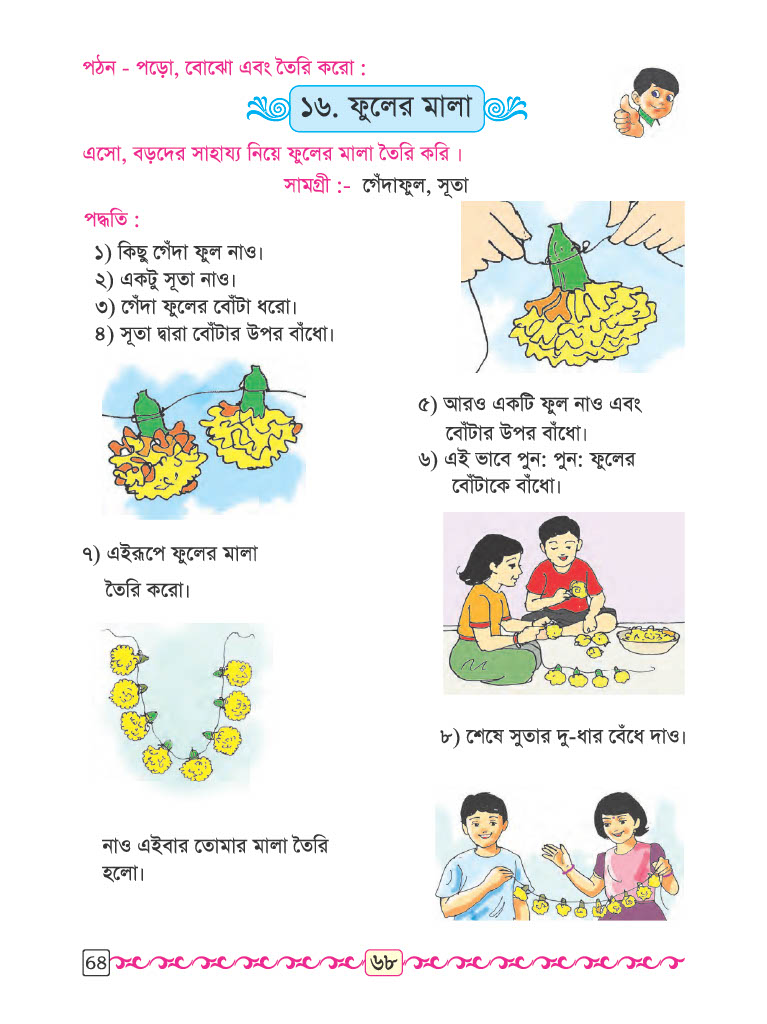 পঠন - পড়ো, বোঝো এবং তৈরি করো :
১৬. ফুলের মালা
এসো, বড়দের সাহায্য নিয়ে ফুলের মালা তৈরি করি ।
সামগ্রী :- গেঁদাফুল, সূতা
পদ্ধতি :
১) কিছু গেঁদা ফুল নাও।
২) একটু সূতা নাও।
৩) গেঁদা ফুলের বোঁটা ধরো।
৪) সূতা দ্বারা বোঁটার উপর বাঁধো।
৫) আরও একটি ফুল নাও এবং
বোঁটার উপর বাঁধো।
৬) এই ভাবে পুন: পুন: ফুলের
বোঁটাকে বাঁধো।
৭) এইরূপে ফুলের মালা
তৈরি করো।
৮) শেষে সুতার দু-ধার বেঁধে দাও।
নাও এইবার তোমার মালা তৈরি
হলো।
68
৬৮